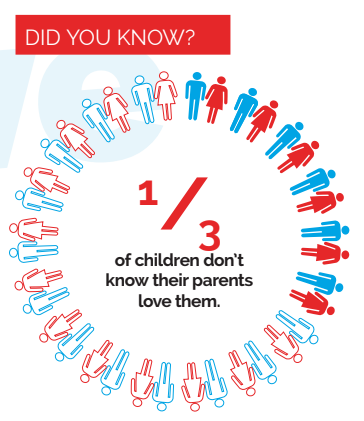 DID YOU KNOW?
1/3
of children don't
know their parents
love them.